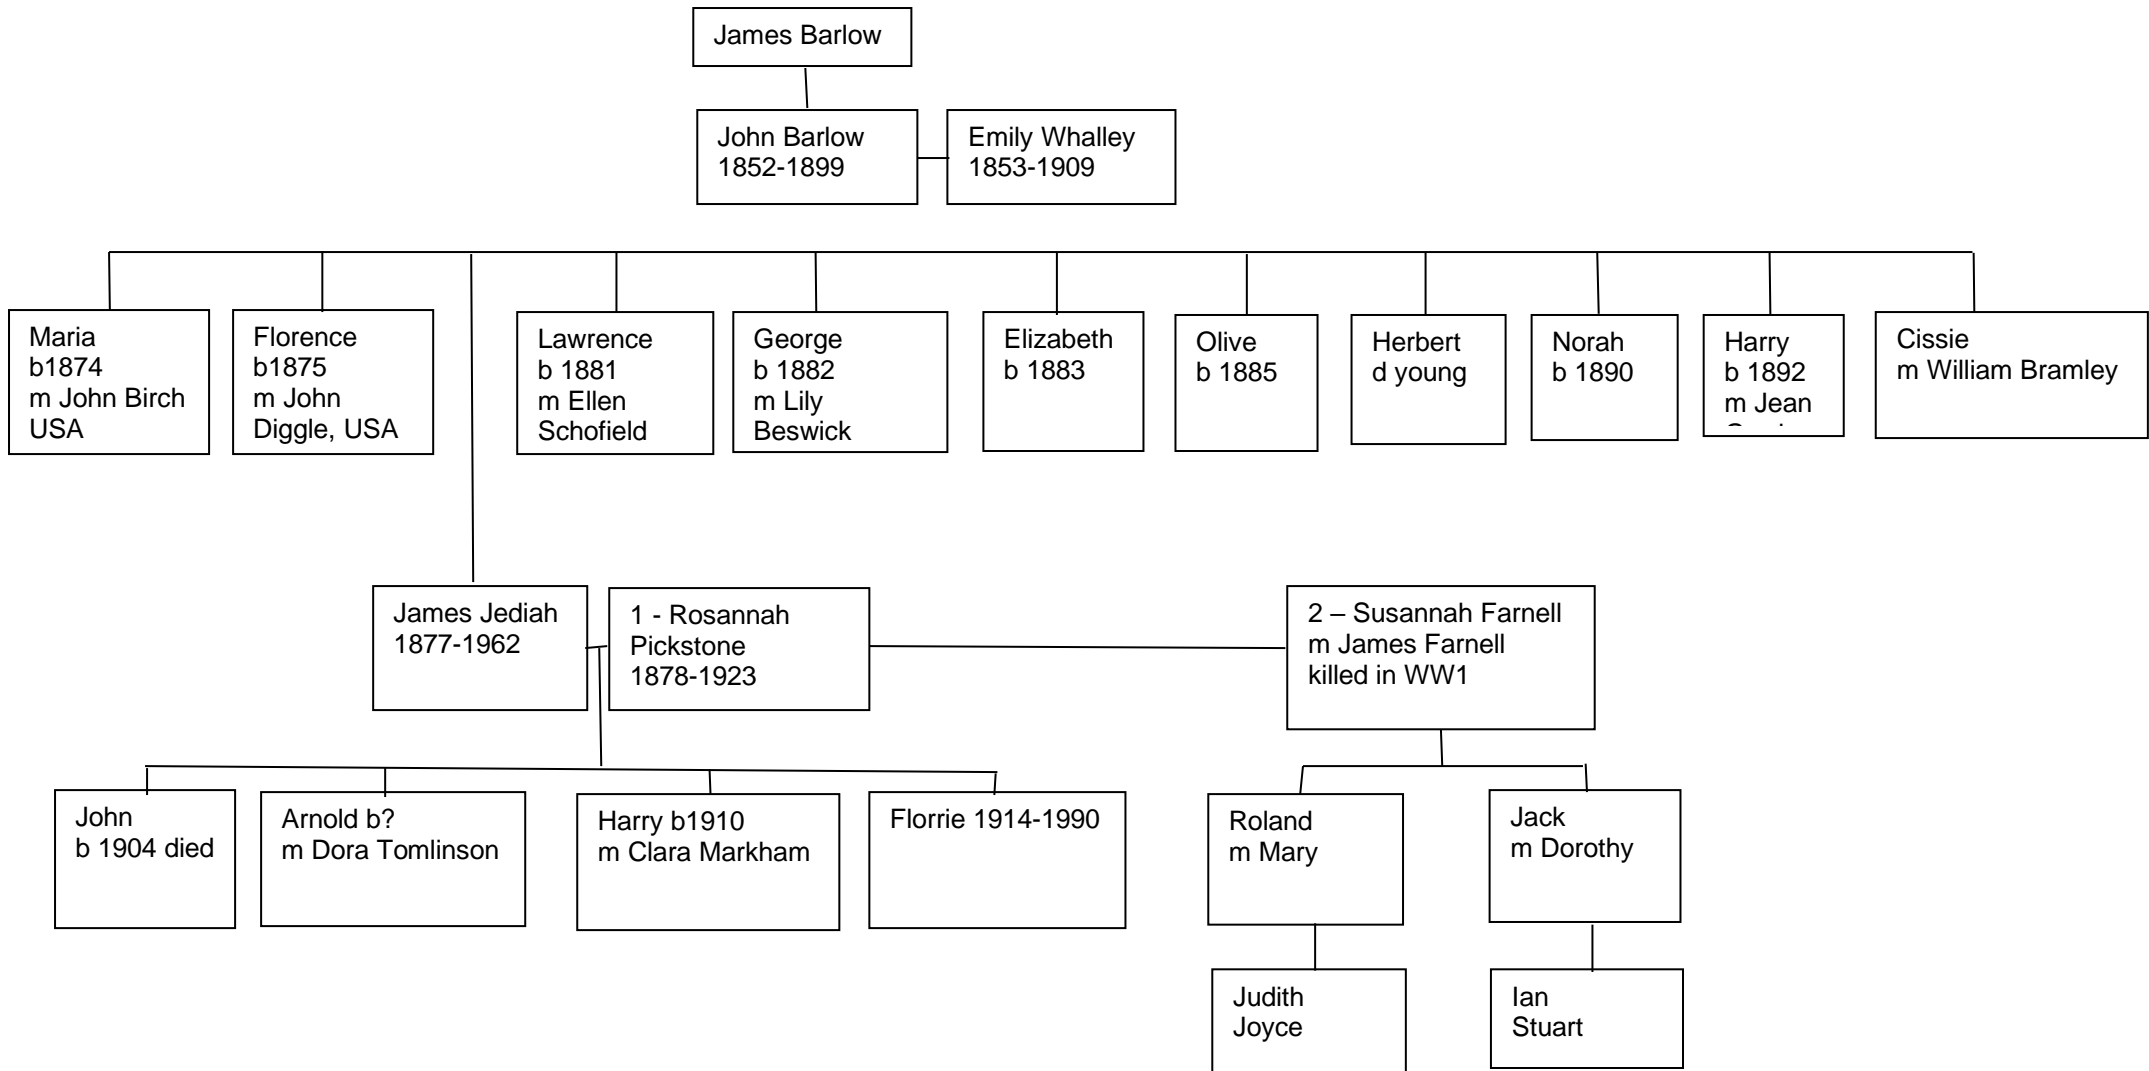 James Barlow
John Barlow
1852-1899
Emily Whalley
1853-1909
Maria
b1874
m John Birch
USA
Florence
b1875
m John
Diggle, USA
Lawrence
b 1881
m Ellen
Schofield
George
b 1882
m Lily
Beswick
Elizabeth
b 1883
Olive
b 1885
Herbert
d young
Norah
b 1890
Harry
b 1892
m Jean
Cissie
m William Bramley
James Jediah
1877-1962
1 - Rosannah
Pickstone
1878-1923
2 – Susannah Farnell
m James Farnell
killed in WW1
John
b 1904 died
Arnold b?
m Dora Tomlinson
Harry b1910
m Clara Markham
Florrie 1914-1990
Roland
m Mary
Jack
m Dorothy
Judith
Joyce
Ian
Stuart